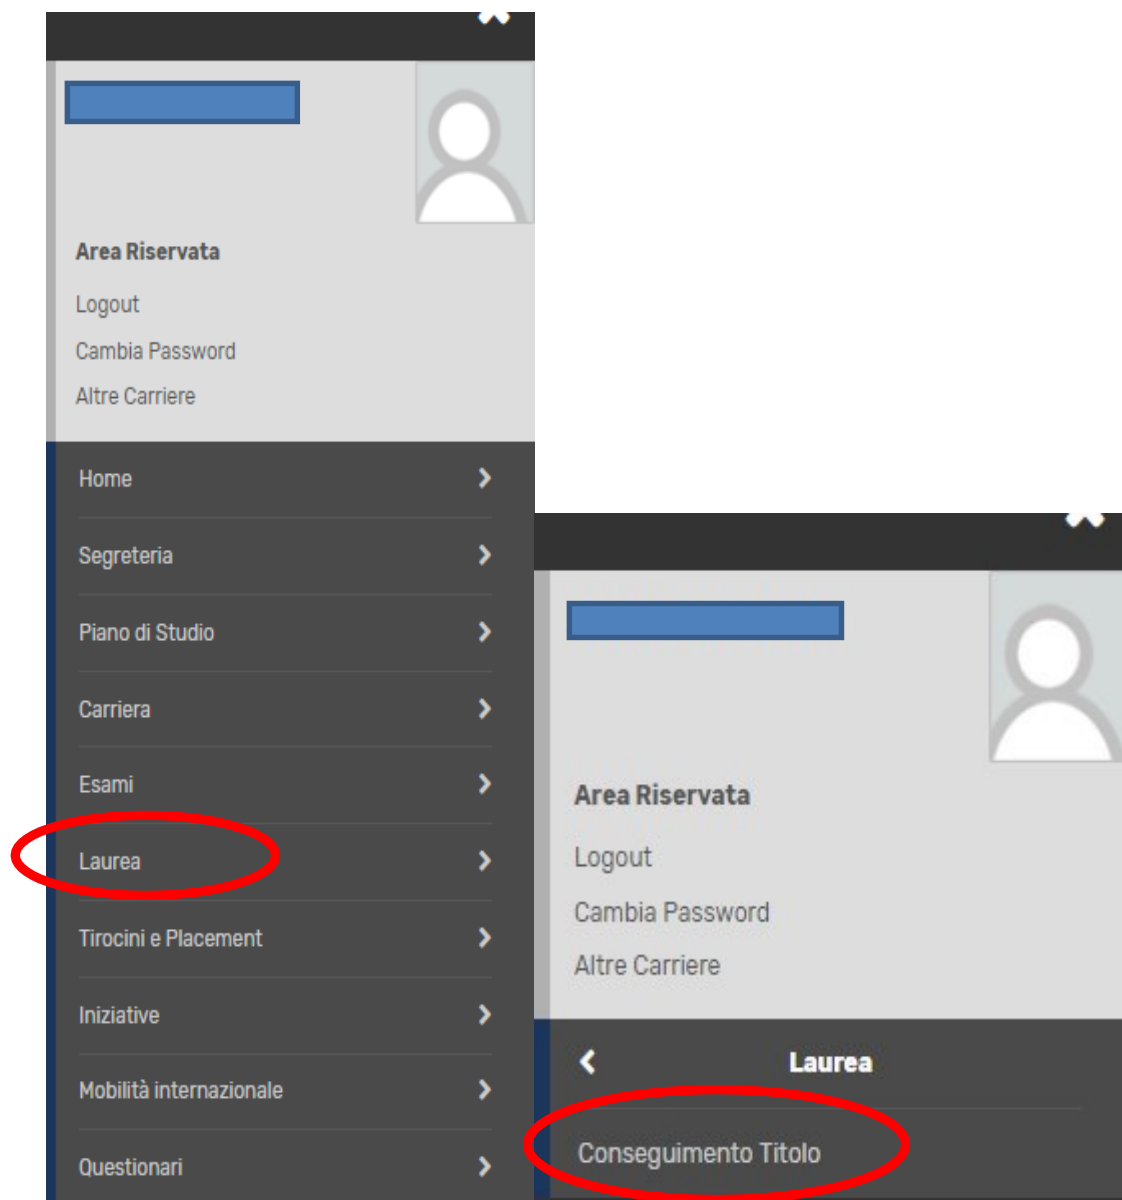 Area Riservata
Logout
Cambia Password
Altre Carriere
Home
Segreteria
Piano di Studio
Carriera
Esami
Laurea
Tirocini e Placement
Iniziative
Mobilità internazionale
Questionari
Area Riservata
Logout
Cambia Password
Altre Carriere
Laurea
Conseguimento Titolo